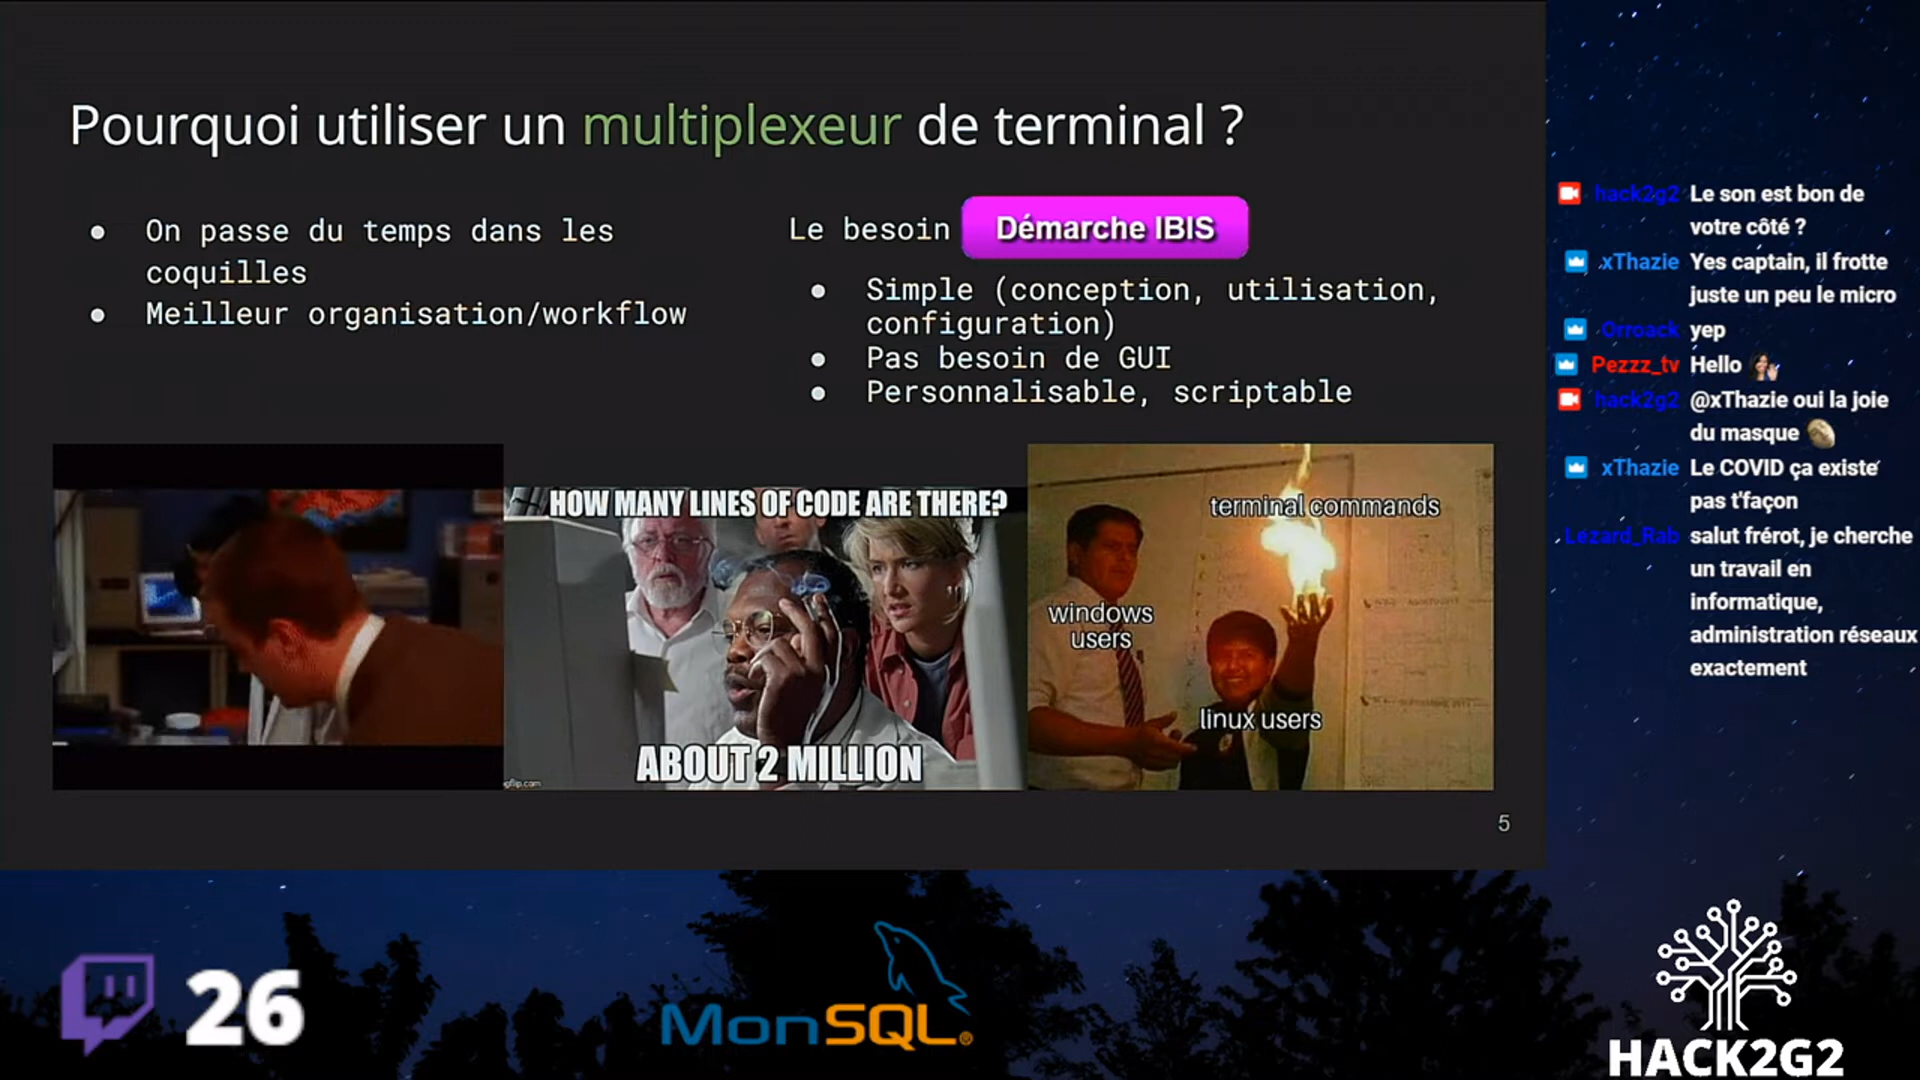 Pourquoi utiliser un multiplexeur de terminal ?
● On passe du temps dans les
coquilles
● Meilleur organisation/workflow
Le besoin Démarche IBIS
● Simple (conception, utilisation,
configuration)
● Pas besoin de GUI
● Personnalisable, scriptable
HOW MANY LINES OF CODE ARE THERE?
ABOUT 2 MILLION
imgflip.com
terminal commands
windows
users
linux users
5
hack2g2 Le son est bon de
votre côté ?
xThazie Yes captain, il frotte
juste un peu le micro
Orroack yep
Pezzz_tv Hello
hack2g2 @xThazie oui la joie
du masque
xThazie Le COVID ça existe
pas t'façon
Lezard_Rab salut frérot, je cherche
un travail en
informatique,
administration réseaux
exactement
26
MonSQL®
HACK2G2